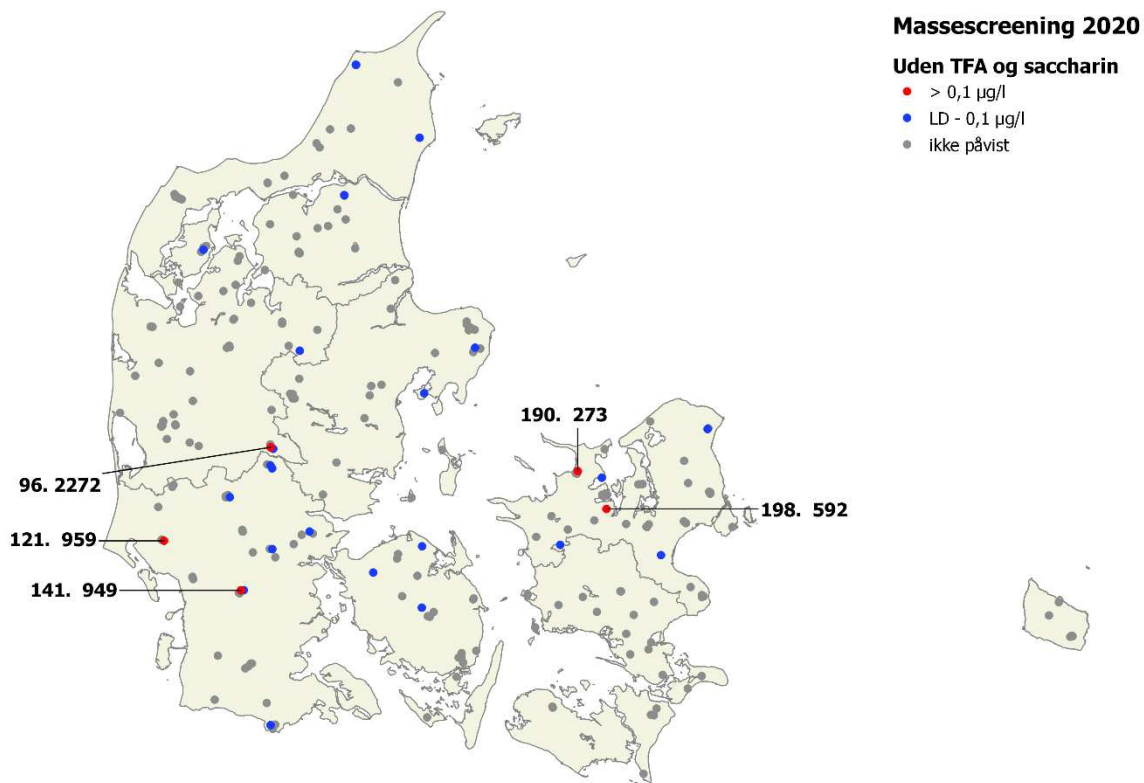 Massescreening 2020
Uden TFA og saccharin
> 0,1 µg/l
LD - 0,1 µg/l
ikke påvist
190. 273
96. 2272
198. 592
121. 959
141. 949